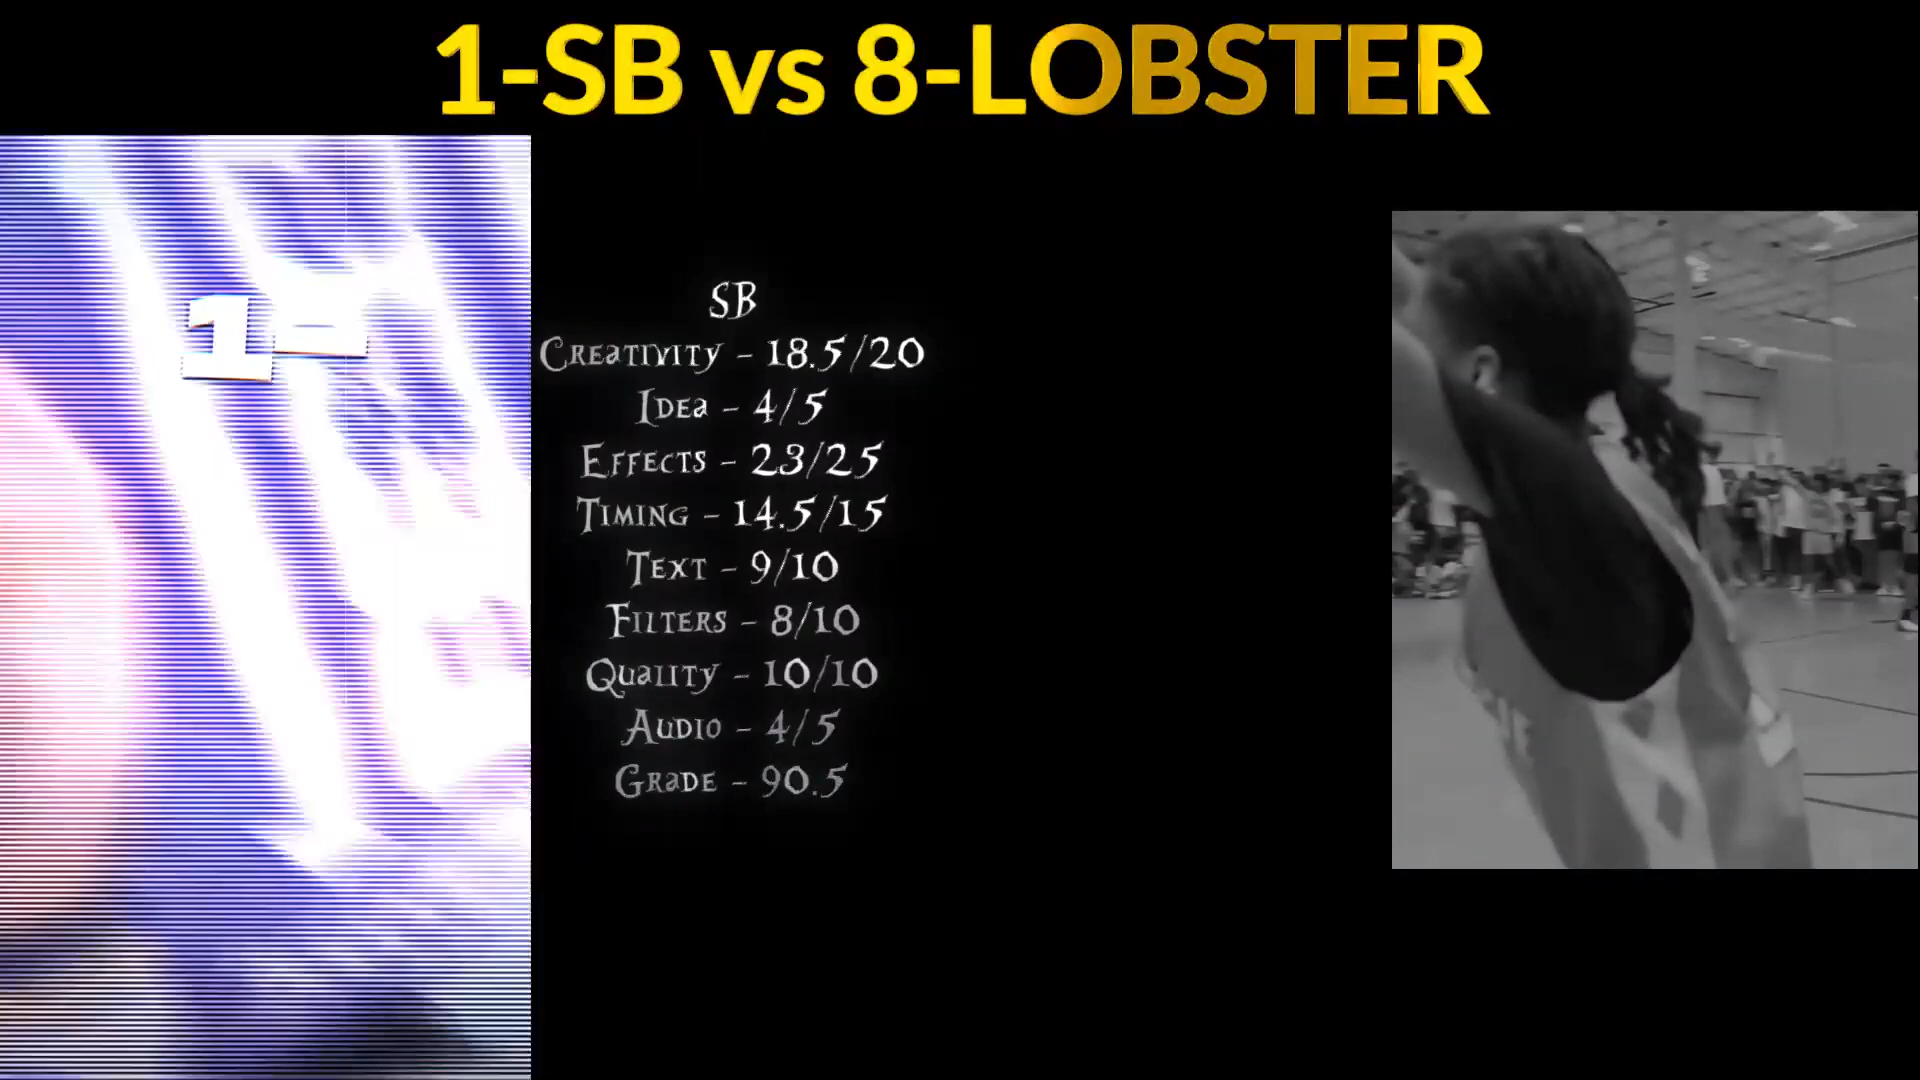 1-SB vs 8-LOBSTER
1-
SB
Creativity - 18.5/20
Idea - 4/5
Effects - 23/25
Timing - 14.5/15
Text - 9/10
Filters - 8/10
Quality - 10/10
Audio - 4/5
Grade - 90.5